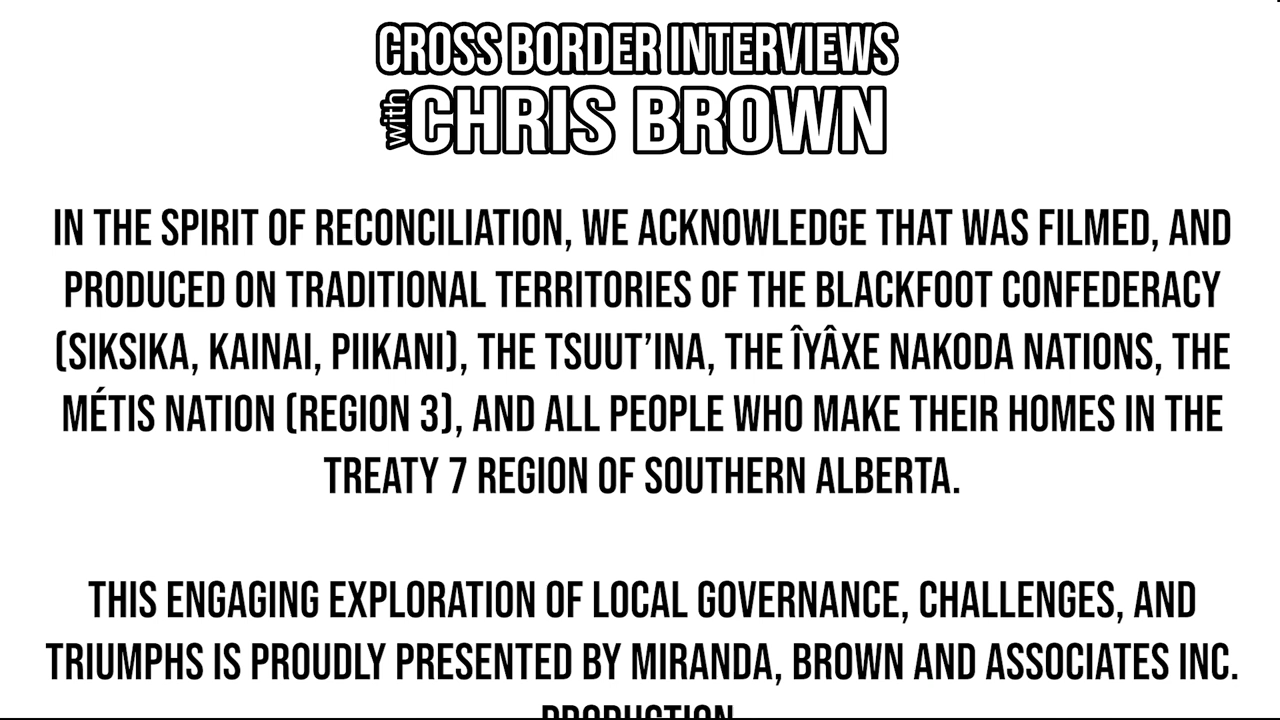 CROSS BORDER INTERVIEWS
with CHRIS BROWN
IN THE SPIRIT OF RECONCILIATION, WE ACKNOWLEDGE THAT WAS FILMED, AND
PRODUCED ON TRADITIONAL TERRITORIES OF THE BLACKFOOT CONFEDERACY
(SIKSIKA, KAINAI, PIIKANI), THE TSUUT’INA, THE ÎYÂXE NAKODA NATIONS, THE
MÉTIS NATION (REGION 3), AND ALL PEOPLE WHO MAKE THEIR HOMES IN THE
TREATY 7 REGION OF SOUTHERN ALBERTA.
THIS ENGAGING EXPLORATION OF LOCAL GOVERNANCE, CHALLENGES, AND
TRIUMPHS IS PROUDLY PRESENTED BY MIRANDA, BROWN AND ASSOCIATES INC.
PRODUCTION